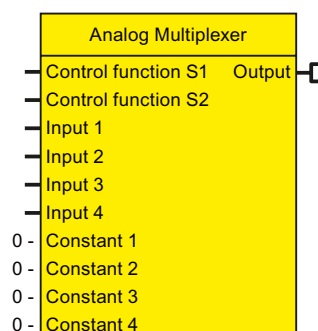 Analog Multiplexer
Control function S1 Output
Control function S2
Input 1
Input 2
Input 3
Input 4
0 - Constant 1
0 - Constant 2
0 - Constant 3
0 - Constant 4